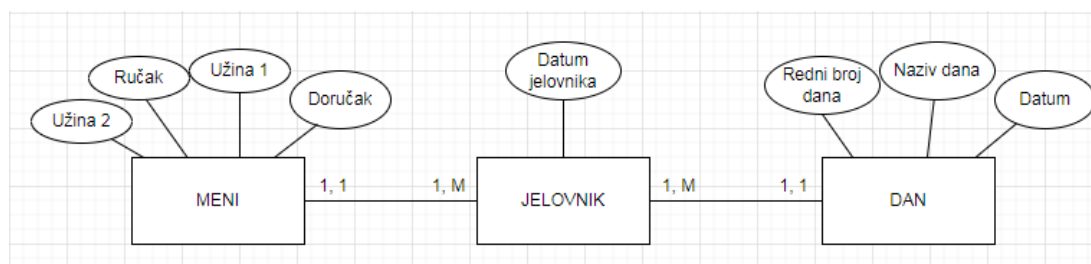 Užina 2
Ručak
Užina 1
Doručak
Datum
jelovnika
Redni broj
dana
Naziv dana
Datum
MENI
1, 1
1, M
JELOVNIK
1, M
1, 1
DAN